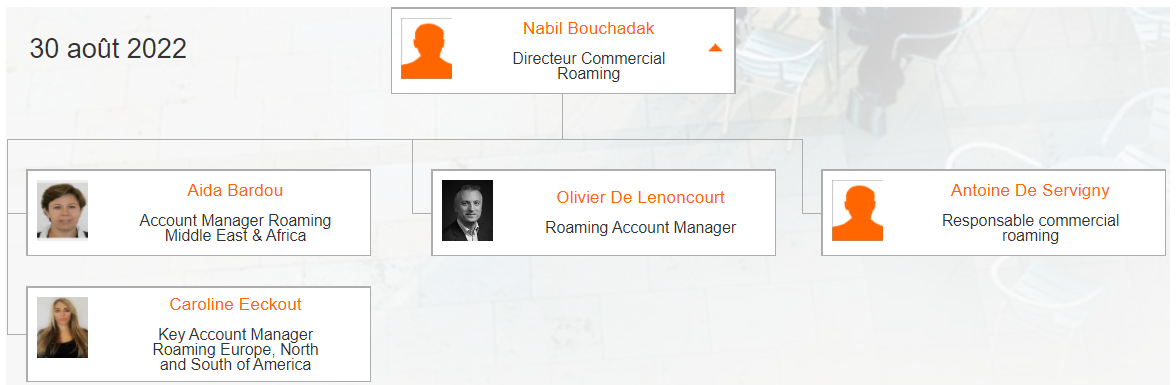 30 août 2022
Nabil Bouchadak
Directeur Commercial
Roaming
Aida Bardou
Account Manager Roaming
Middle East & Africa
Olivier De Lenoncourt
Roaming Account Manager
Antoine De Servigny
Responsable commercial
roaming
Caroline Eeckout
Key Account Manager
Roaming Europe, North
and South of America